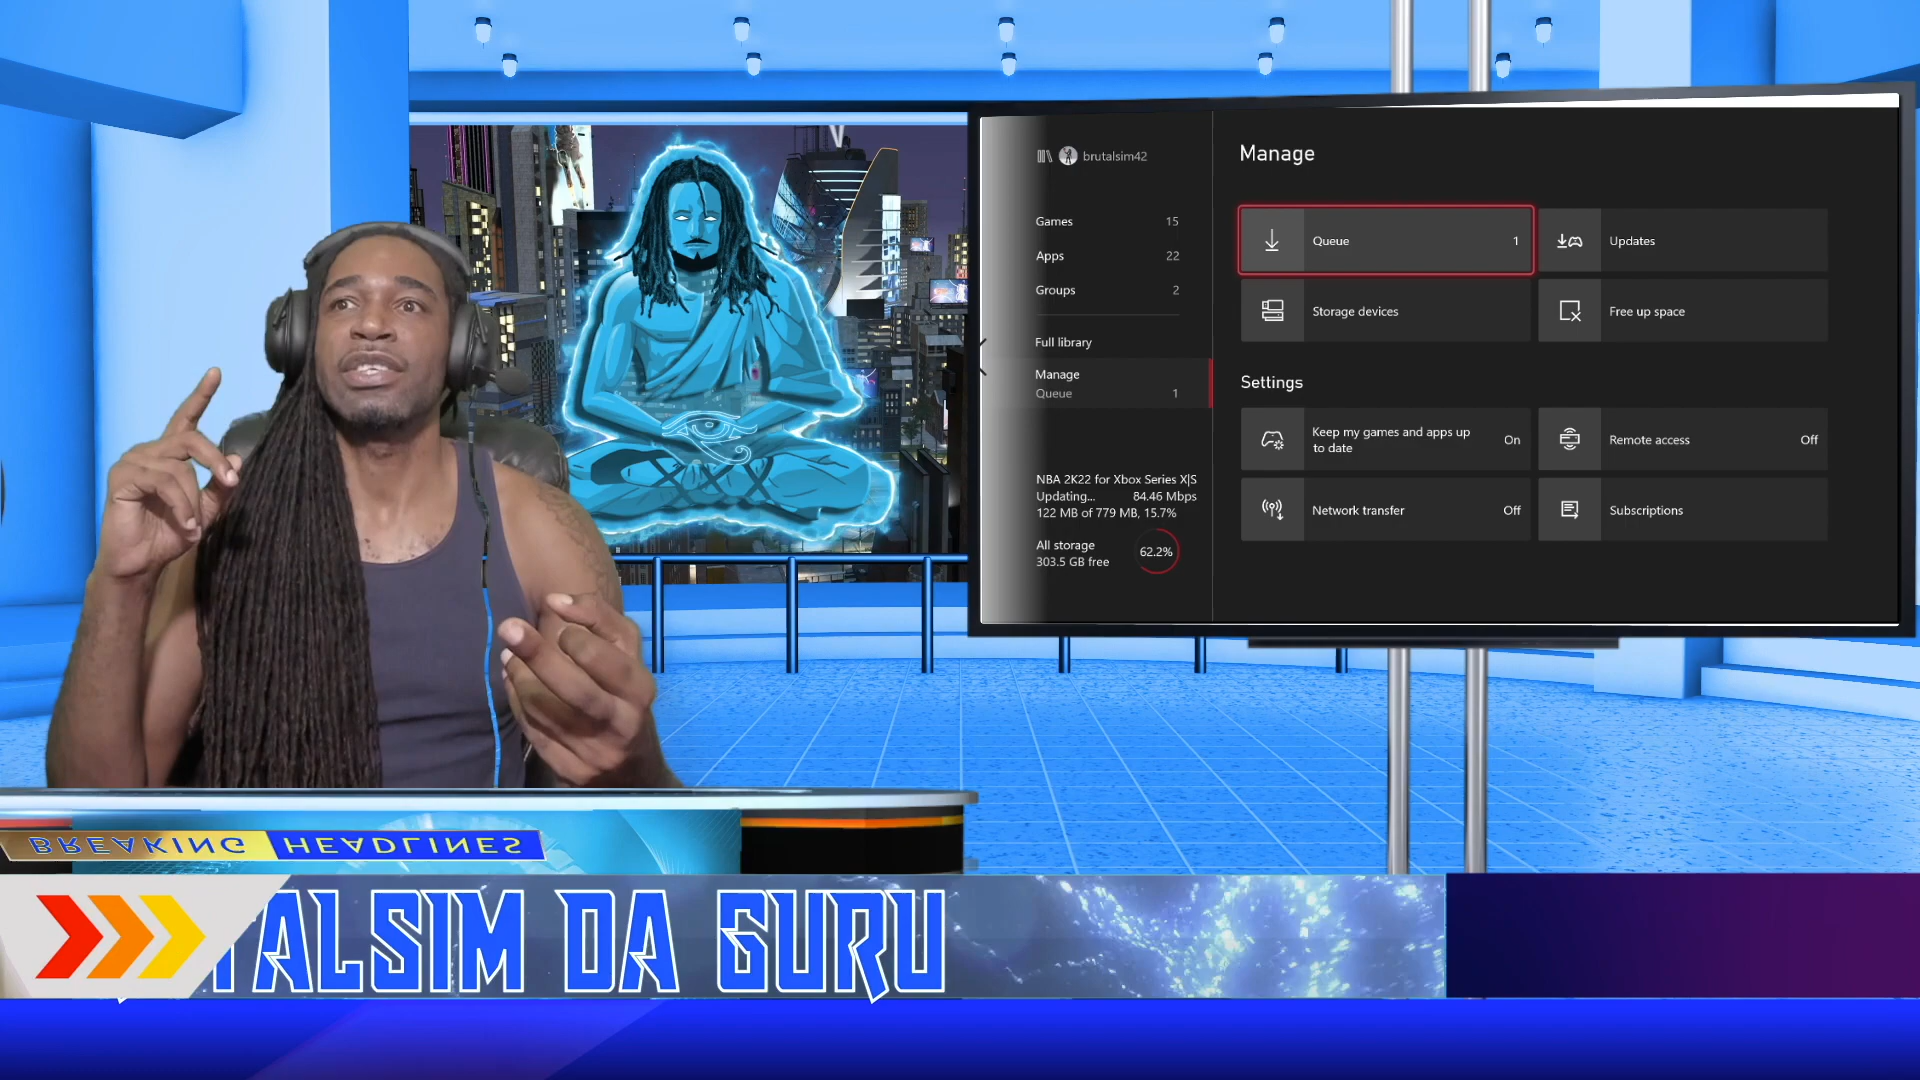 brutalsim42
Games 15
Apps 22
Groups 2
Full library
Manage
Queue 1
NBA 2K22 for Xbox Series X|S
Updating... 84.46 Mbps
122 MB of 779 MB, 15.7%
All storage
303.5 GB free
62.2%
Manage
Queue 1
Updates
Storage devices
Free up space
Settings
Keep my games and apps up
to date
On
Remote access Off
Network transfer Off
Subscriptions
BREAKING HEADLINES
TALSIM DA GURU